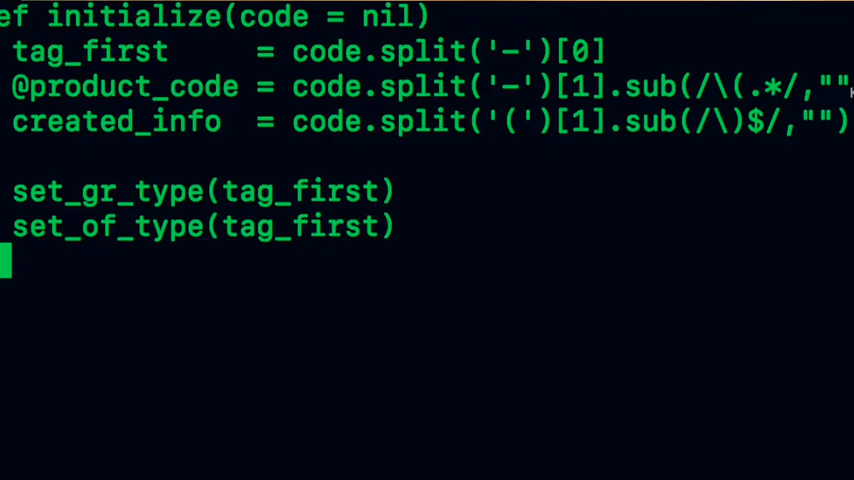 ef initialize(code = nil)
tag_first = code.split('-')[0]
@product_code = code.split('-')[1].sub(/\(.*/,""
created_info = code.split('(')[1].sub(/\)$/,"")
set_gr_type(tag_first)
set_of_type(tag_first)